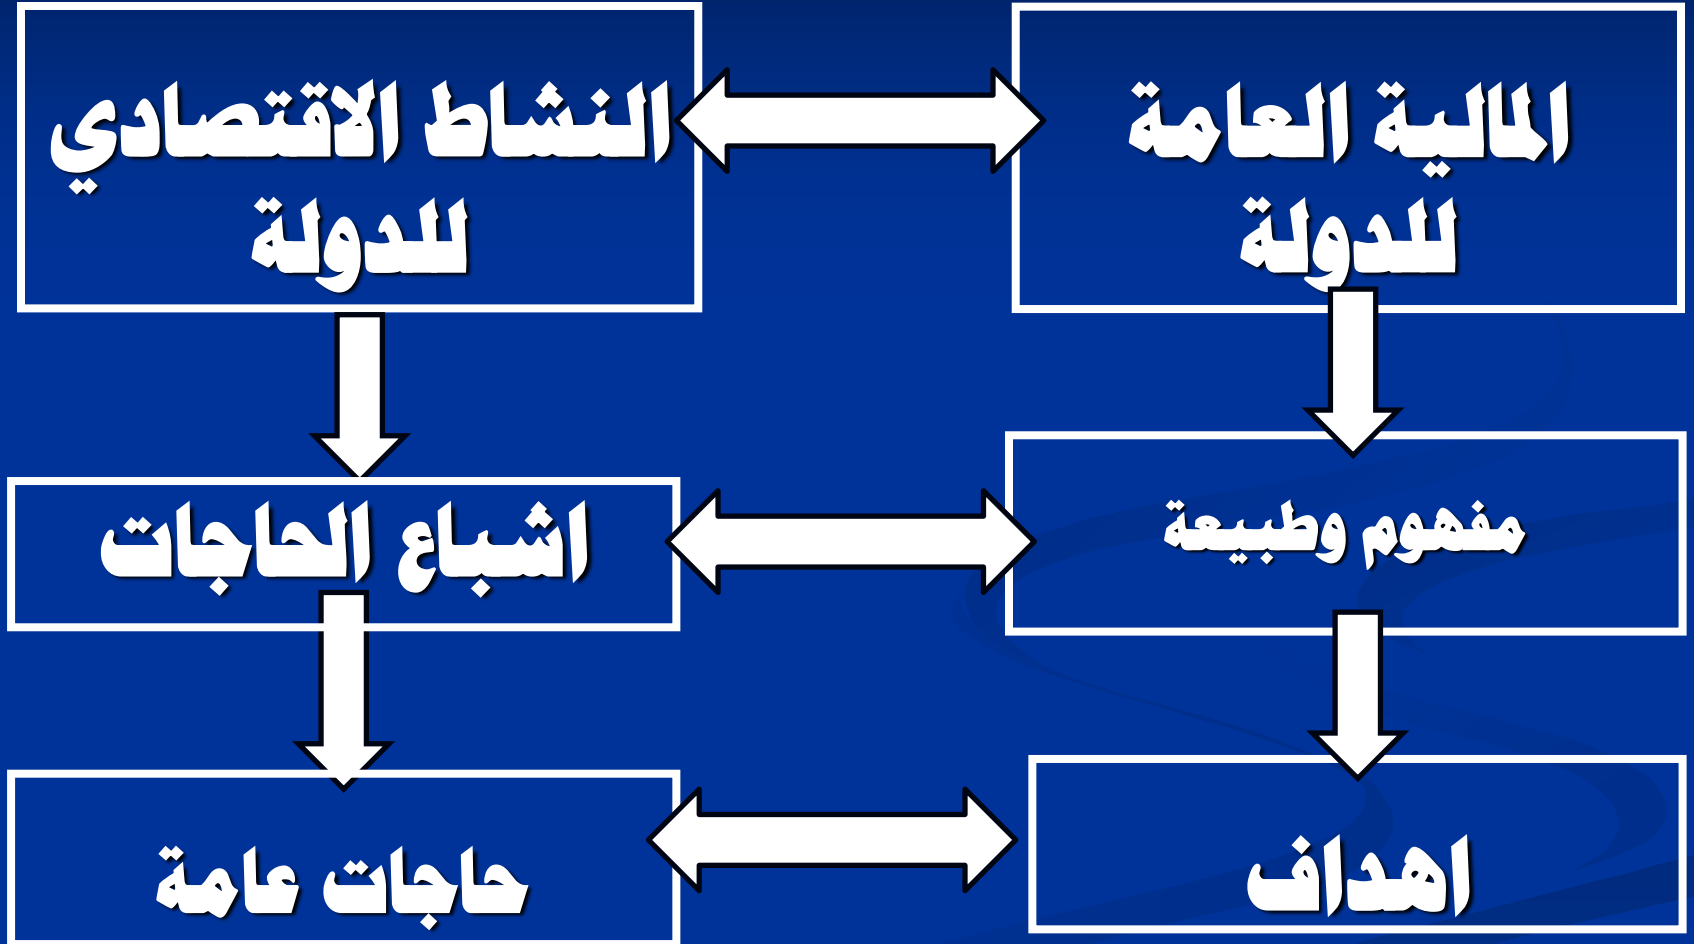 المالية العامة
للدولة
النشاط الاقتصادي
للدولة
مفهوم وطبيعة
اشباع الحاجات
اهداف
حاجات عامة